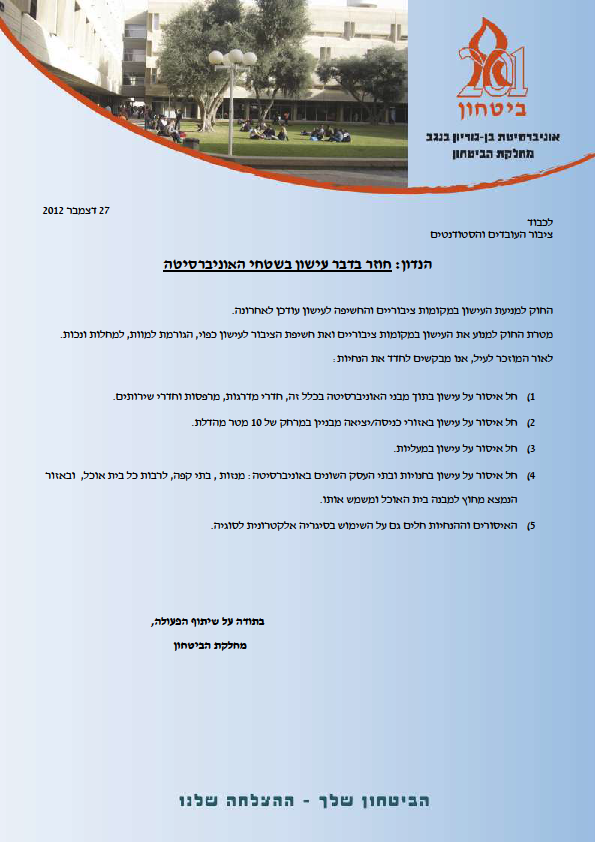 201
ביטחון
אוניברסיטת בן-גוריון בנגב
מחלקת הביטחון
27 דצמבר 2012
לכבוד
ציבור העובדים והסטודנטים
הנדון: חוזר בדבר עישון בשטחי האוניברסיטה
החוק למניעת העישון במקומות ציבוריים והחשיפה לעישון עודכן לאחרונה.
מטרת החוק למנוע את העישון במקומות ציבוריים ואת חשיפת הציבור לעישון כפוי, הגורמת למוות, למחלות ונכות.
לאור המוזכר לעיל, אנו מבקשים לחדד את הנחיות:
1) חל איסור על עישון בתוך מבני האוניברסיטה בכלל זה, חדרי מדרגות, מרפסות וחדרי שירותים.
2) חל איסור על עישון באזורי כניסה/יציאה מבניין במרחק של 10 מטר מהדלת.
3) חל איסור על עישון במעליות.
4) חל איסור על עישון בחנויות ובתי העסק השונים באוניברסיטה: מנזות, בתי קפה, לרבות כל בית אוכל, ובאזור
הנמצא מחוץ למבנה בית האוכל ומשמש אותו.
5) האיסורים וההנחיות חלים גם על השימוש בסיגריה אלקטרונית לסוגיה.
בתודה על שיתוף הפעולה,
מחלקת הביטחון
הביטחון שלך - ההצלחה שלנו